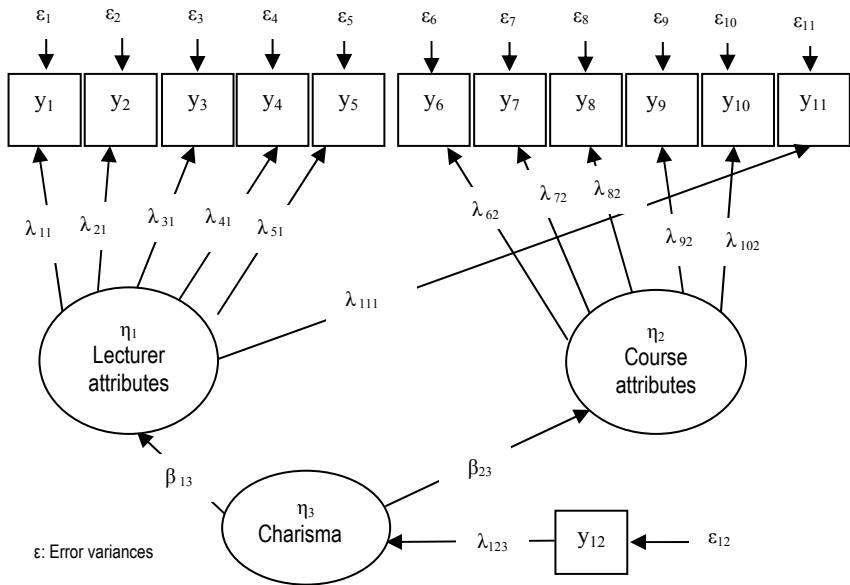 ε1 ε2 ε3 ε4 ε5 ε6 ε7 ε8 ε9 ε10 ε11
y1 y2 y3 y4 y5 y6 y7 y8 y9 y10 y11
λ11 λ21 λ31 λ41 λ51 λ62 λ72 λ82 λ92 λ102
λ111
η1
Lecturer
attributes
η2
Course
attributes
β13 β23
η3
Charisma
λ123 y12 ε12
ε: Error variances